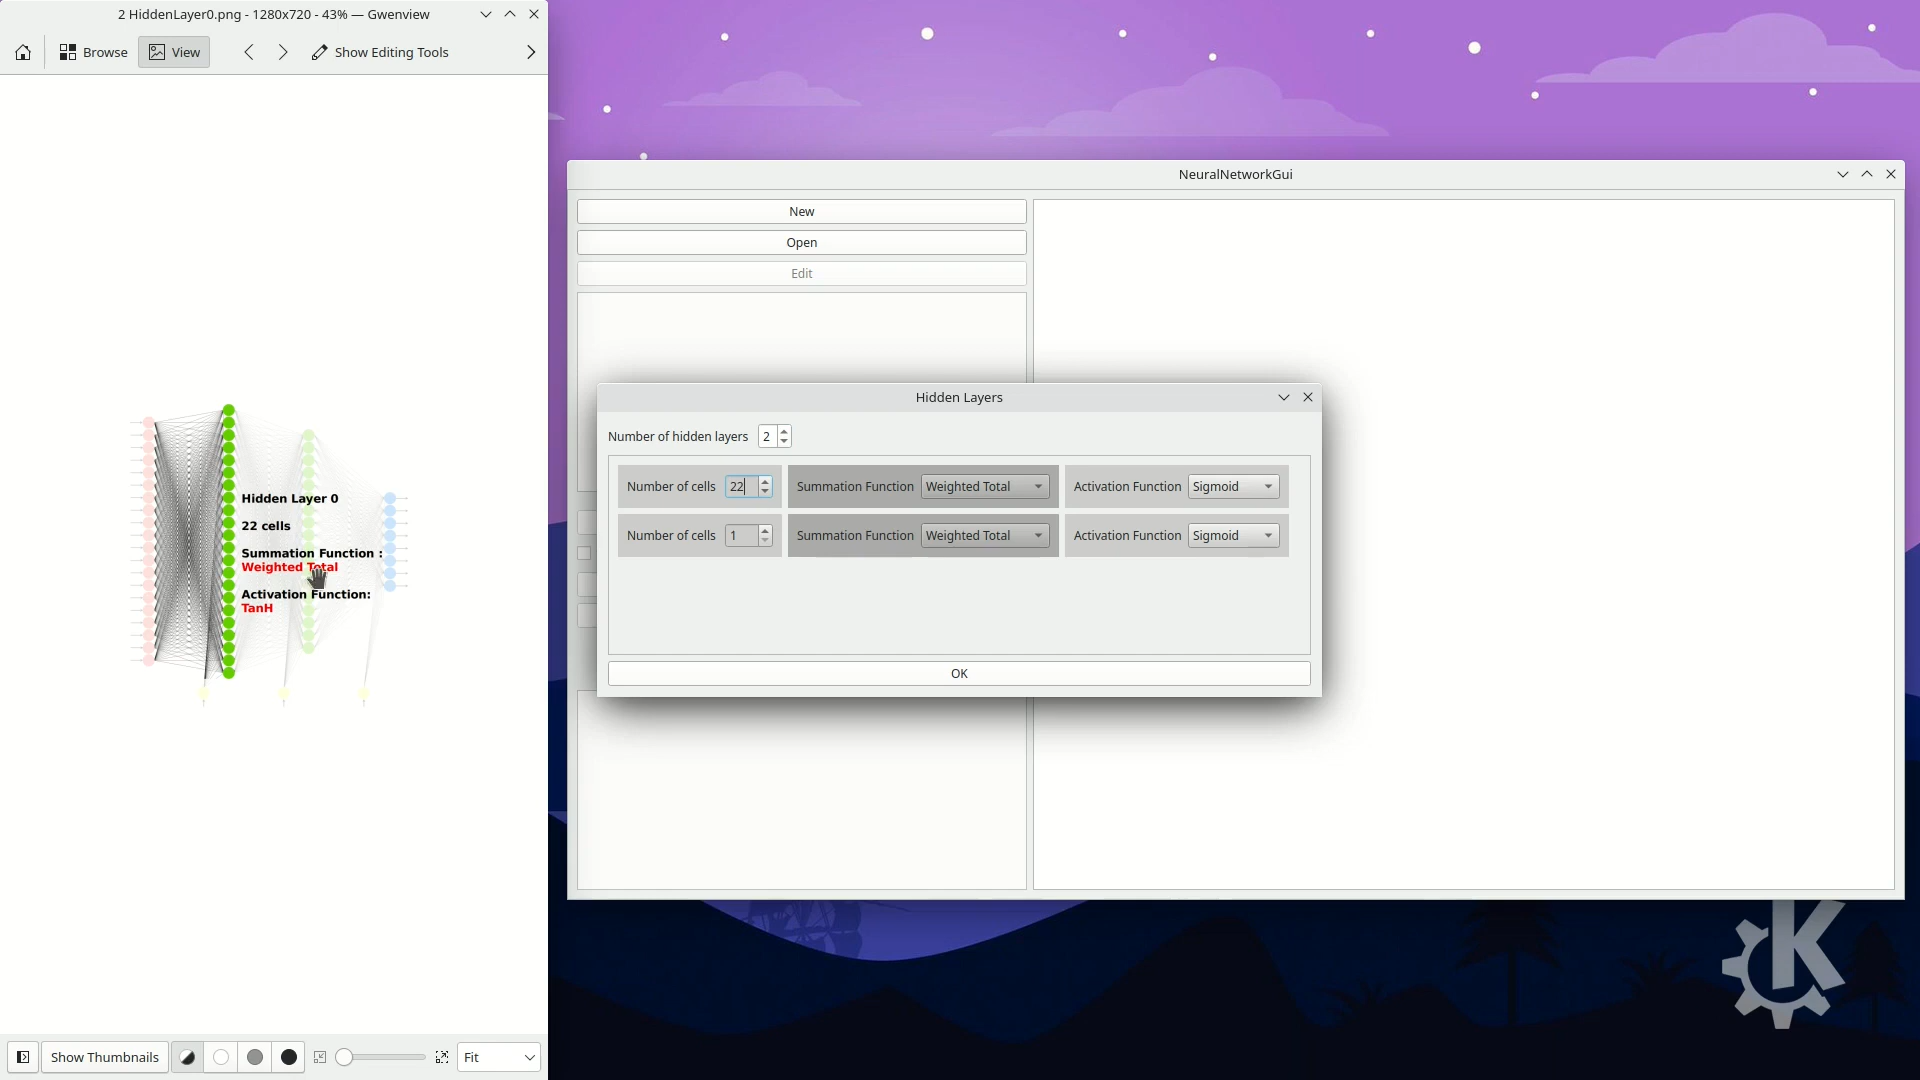 2 HiddenLayer0.png - 1280x720 - 43% — Gwenview
Browse
View
Show Editing Tools
Hidden Layer 0
22 cells
Summation Function :
Weighted Total
Activation Function:
TanH
Show Thumbnails
Fit
NeuralNetworkGui
New
Open
Edit
Hidden Layers
Number of hidden layers 2
Number of cells 22 Summation Function Weighted Total Activation Function Sigmoid
Number of cells 1 Summation Function Weighted Total Activation Function Sigmoid
OK
K